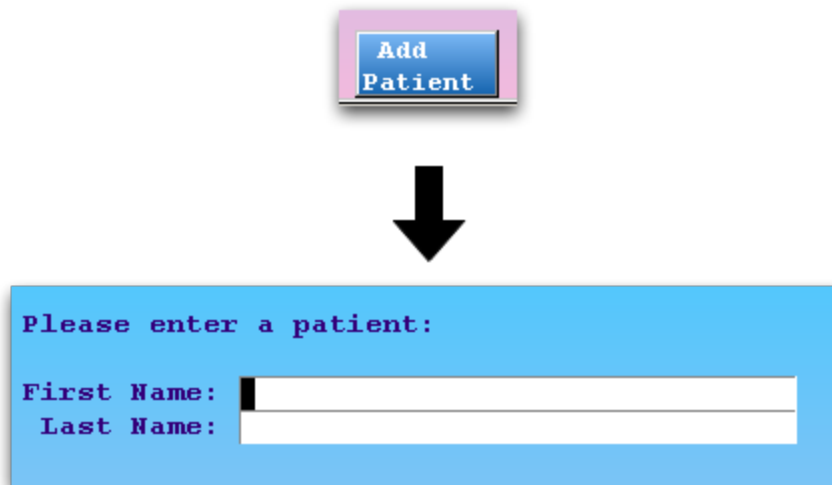 Add
Patient
Please enter a patient:
First Name:
Last Name: